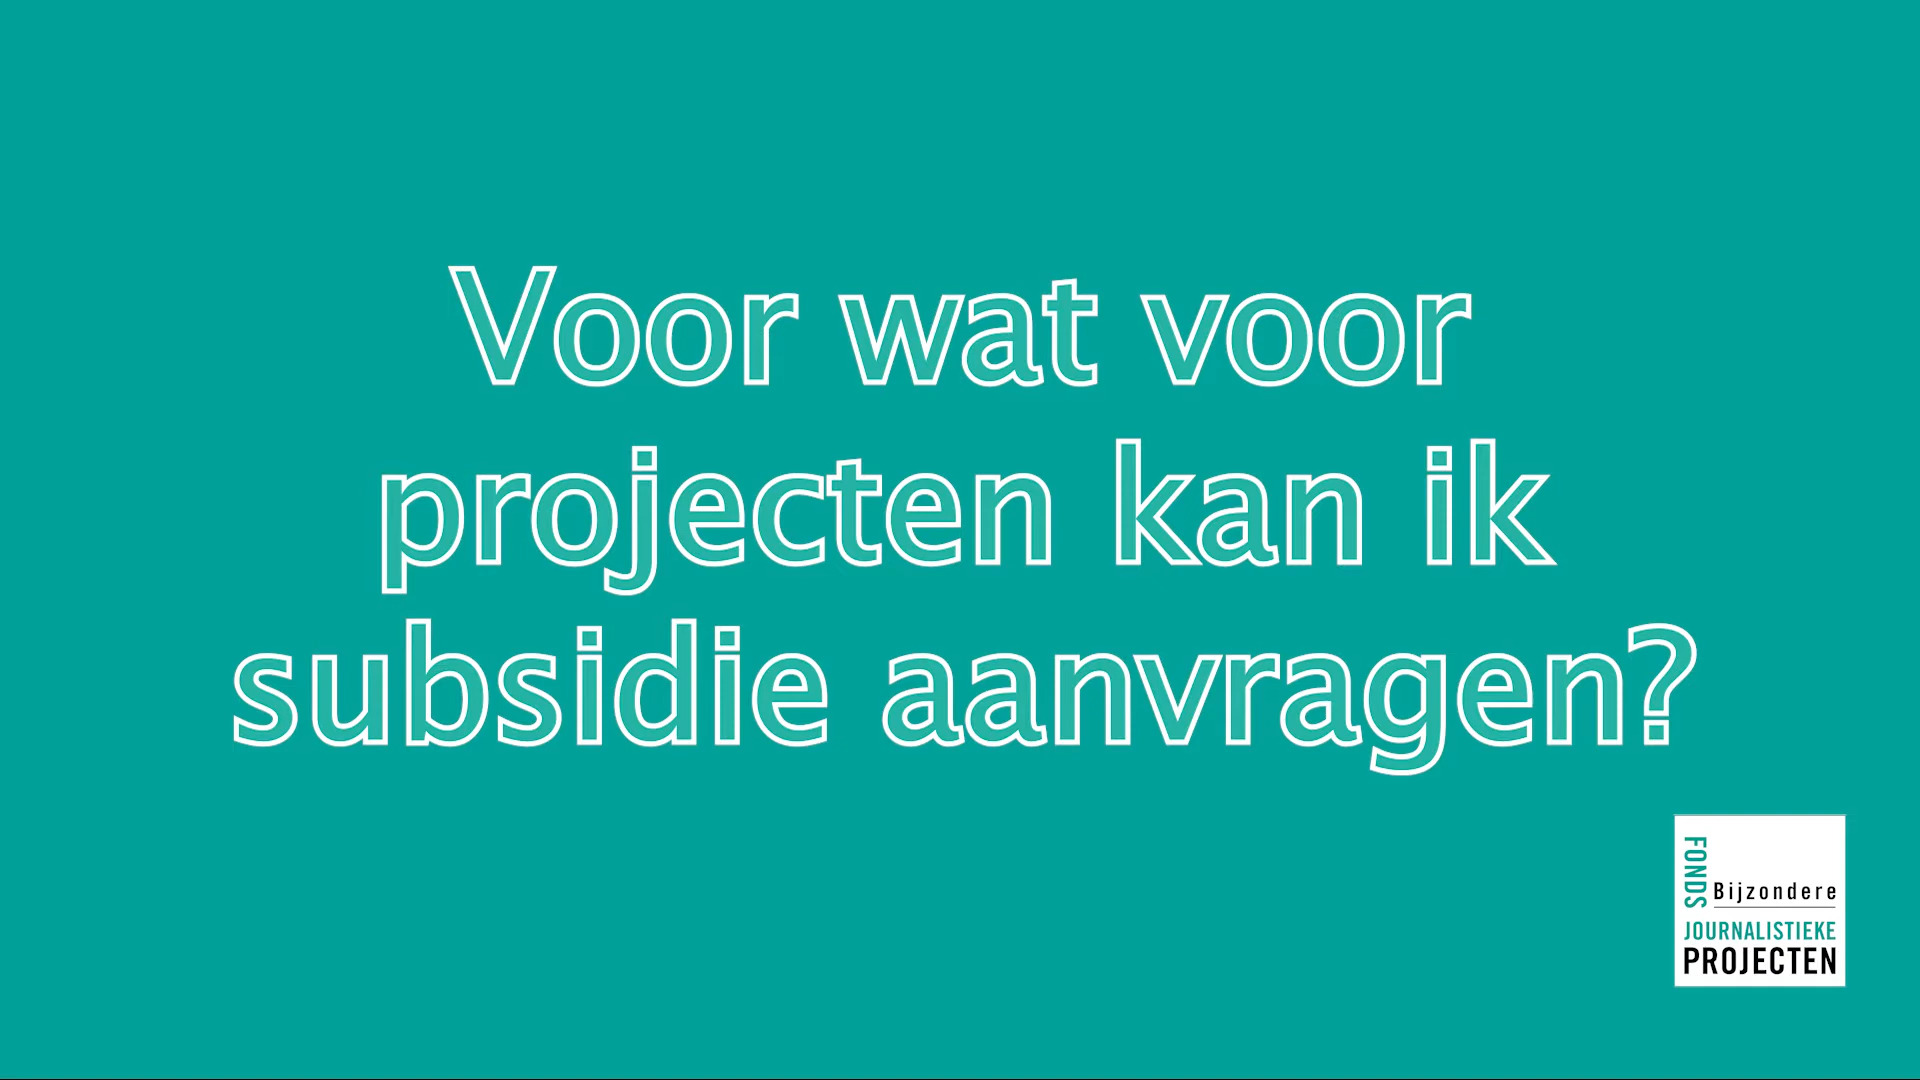 Voor wat voor
projecten kan ik
subsidie aanvragen?
FONDS
Bijzondere
JOURNALISTIEKE
PROJECTEN